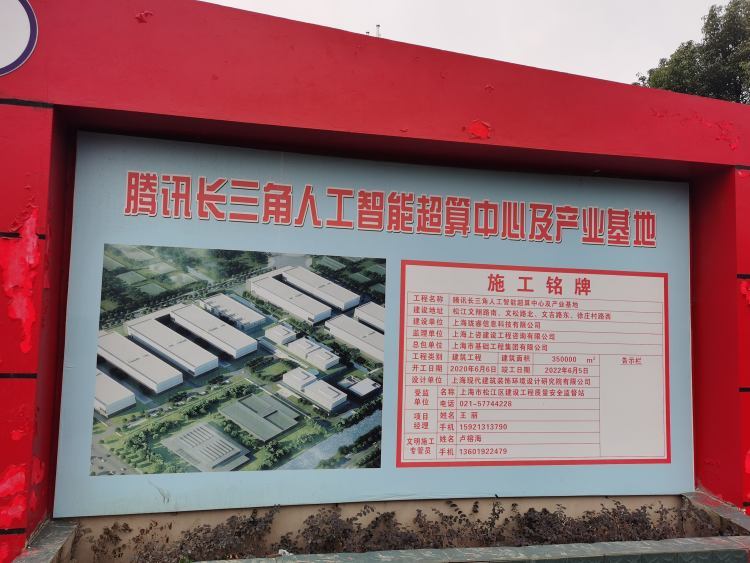 腾讯长三角人工智能超算中心及产业基地
施工铭牌
工程名称 腾讯长三角人工智能超算中心及产业基地
建设地址 松江文翔路南、文松路北、文吉路东、徐庄村路西
建设单位 上海珑睿信息科技有限公司
监理单位 上海上咨建设工程咨询有限公司
总包单位 上海市基础工程集团有限公司
工程类别 建筑工程 建筑面积 350000 m²
告示栏
开工日期 2020年6月6日 竣工日期 2022年6月5日
设计单位 上海现代建筑装饰环境设计研究院有限公司
受监单位 名称 上海市松江区建设工程质量安全监督站
电话 021-57744228
项目经理 姓名 王丽
手机 15921313790
文明施工专管员 姓名 卢榕海
手机 13601922479